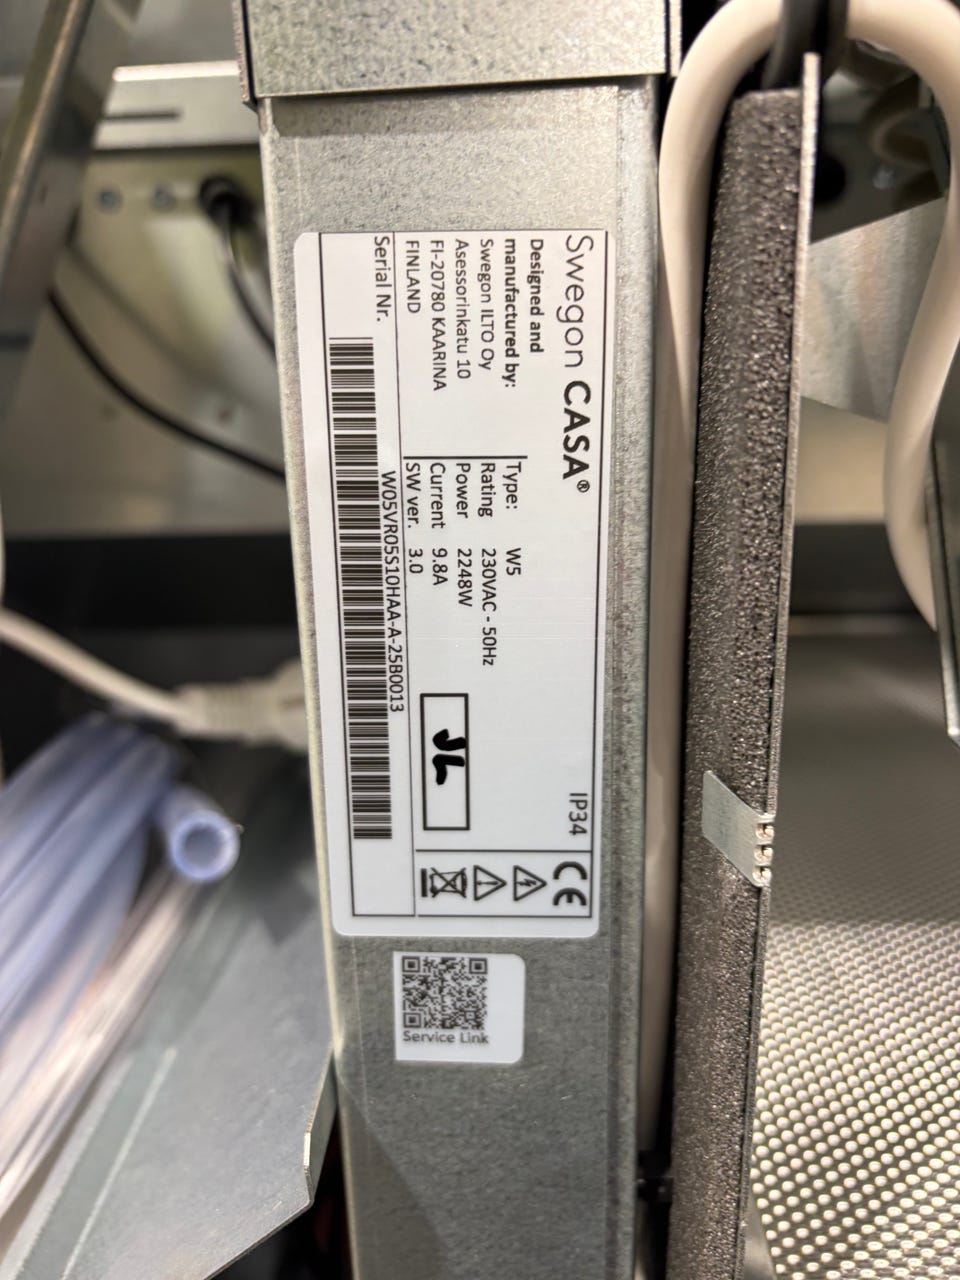 Swegon CASA®
IP34
CE
Designed and
manufactured by:
Swegon ILTO Oy
Asessorinkatu 10
FI-20780 KAARINA
FINLAND
Type: W5
Rating 230VAC - 50Hz
Power 2248W
Current 9.8A
SW ver. 3.0
JL
Serial Nr.
W05VR05S10HAA-A-25B0013
Service Link